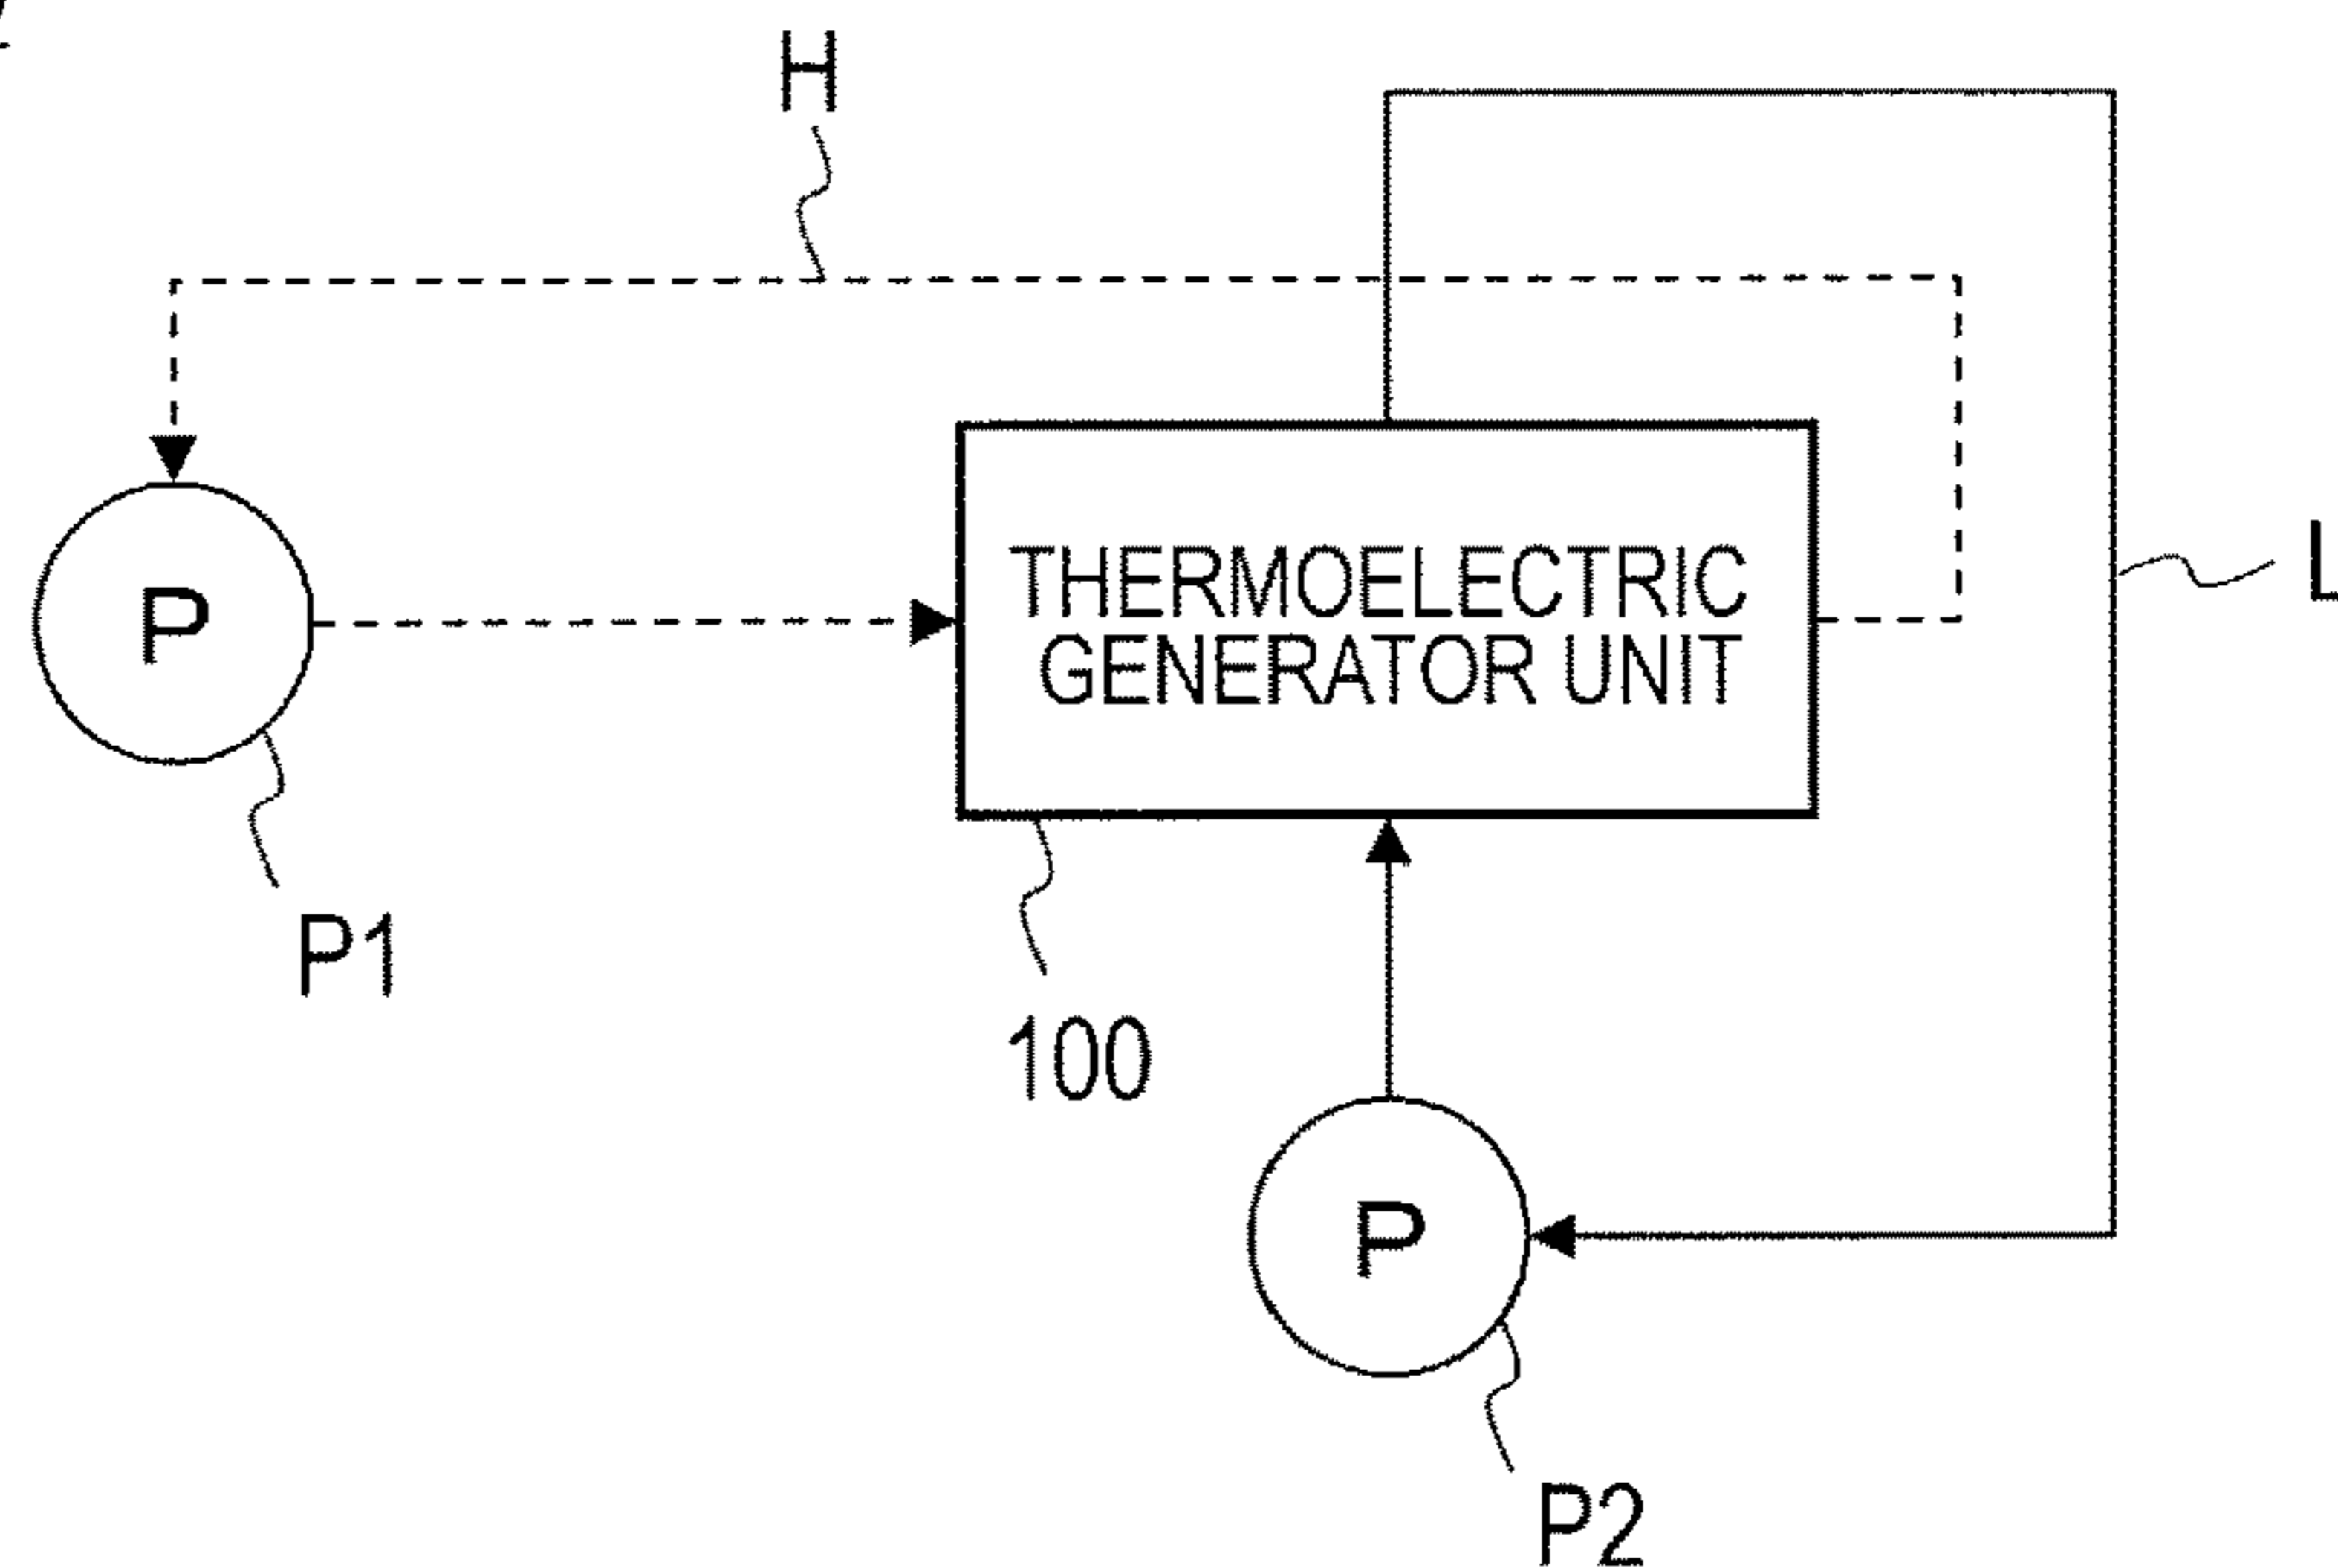 H
L
P
THERMOELECTRIC
GENERATOR UNIT
P1
100
P
P2